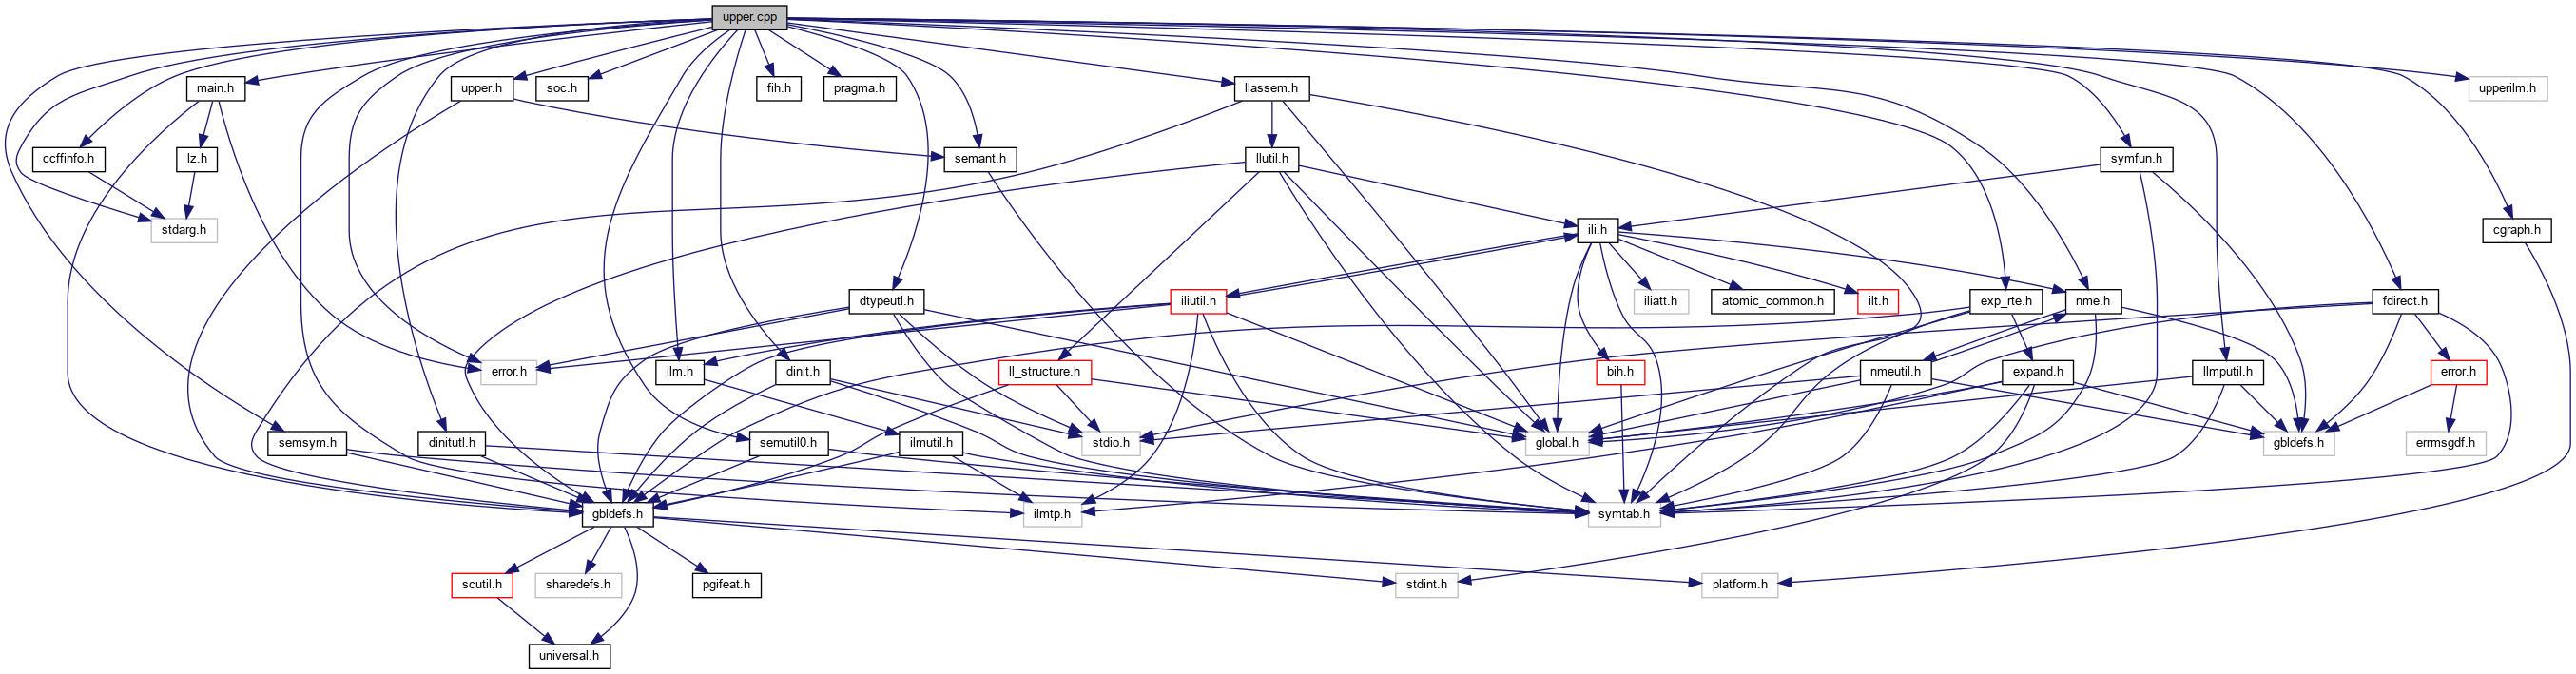 upper.cpp
main.h
upper.h
soc.h
fih.h
pragma.h
llassem.h
upperilm.h
ccffinfo.h
lz.h
semant.h
llutil.h
symfun.h
stdarg.h
ili.h
cgraph.h
dtypeutl.h
iliutil.h
iliatt.h
atomic_common.h
ilt.h
exp_rte.h
nme.h
fdirect.h
error.h
ilm.h
dinit.h
ll_structure.h
bih.h
nmeutil.h
expand.h
llmputil.h
error.h
semsym.h
dinitutl.h
semutil0.h
ilmutil.h
stdio.h
global.h
gbldefs.h
errmsgdf.h
gbldefs.h
ilmtp.h
symtab.h
scutil.h
sharedefs.h
pgifeat.h
stdint.h
platform.h
universal.h